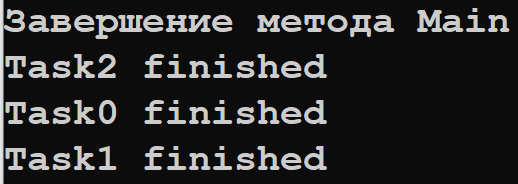 Завершение метода Main
Task2 finished
Task0 finished
Task1 finished